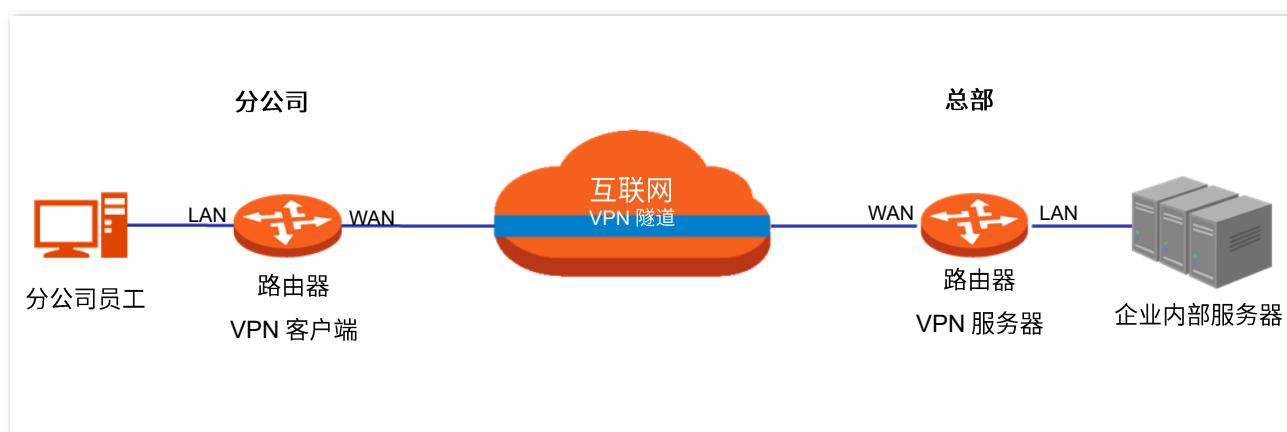 分公司
总部
互联网
VPN 隧道
LAN
WAN
WAN
LAN
路由器
VPN 客户端
路由器
VPN 服务器
分公司员工
企业内部服务器